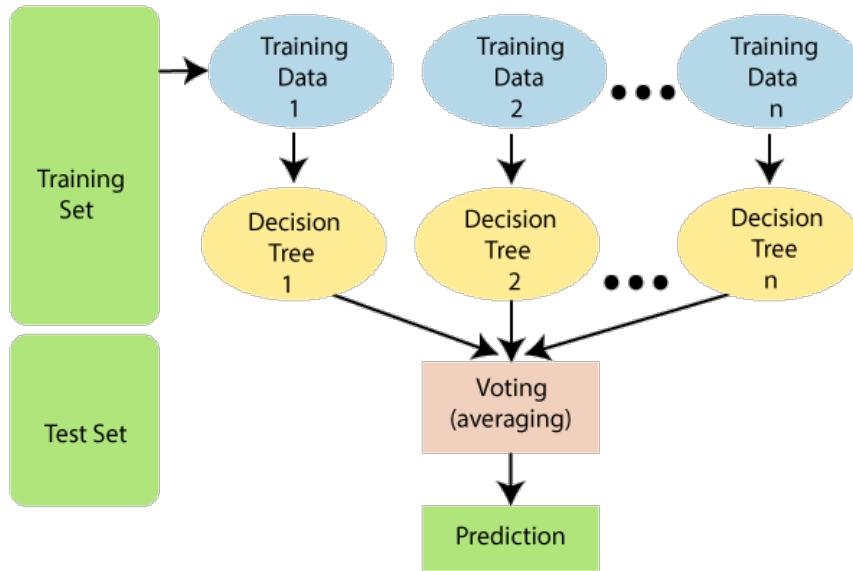 Training
Data
1
Training
Data
2
Training
Data
n
Training
Set
Decision
Tree
1
Decision
Tree
2
Decision
Tree
n
Test Set
Voting
(averaging)
Prediction